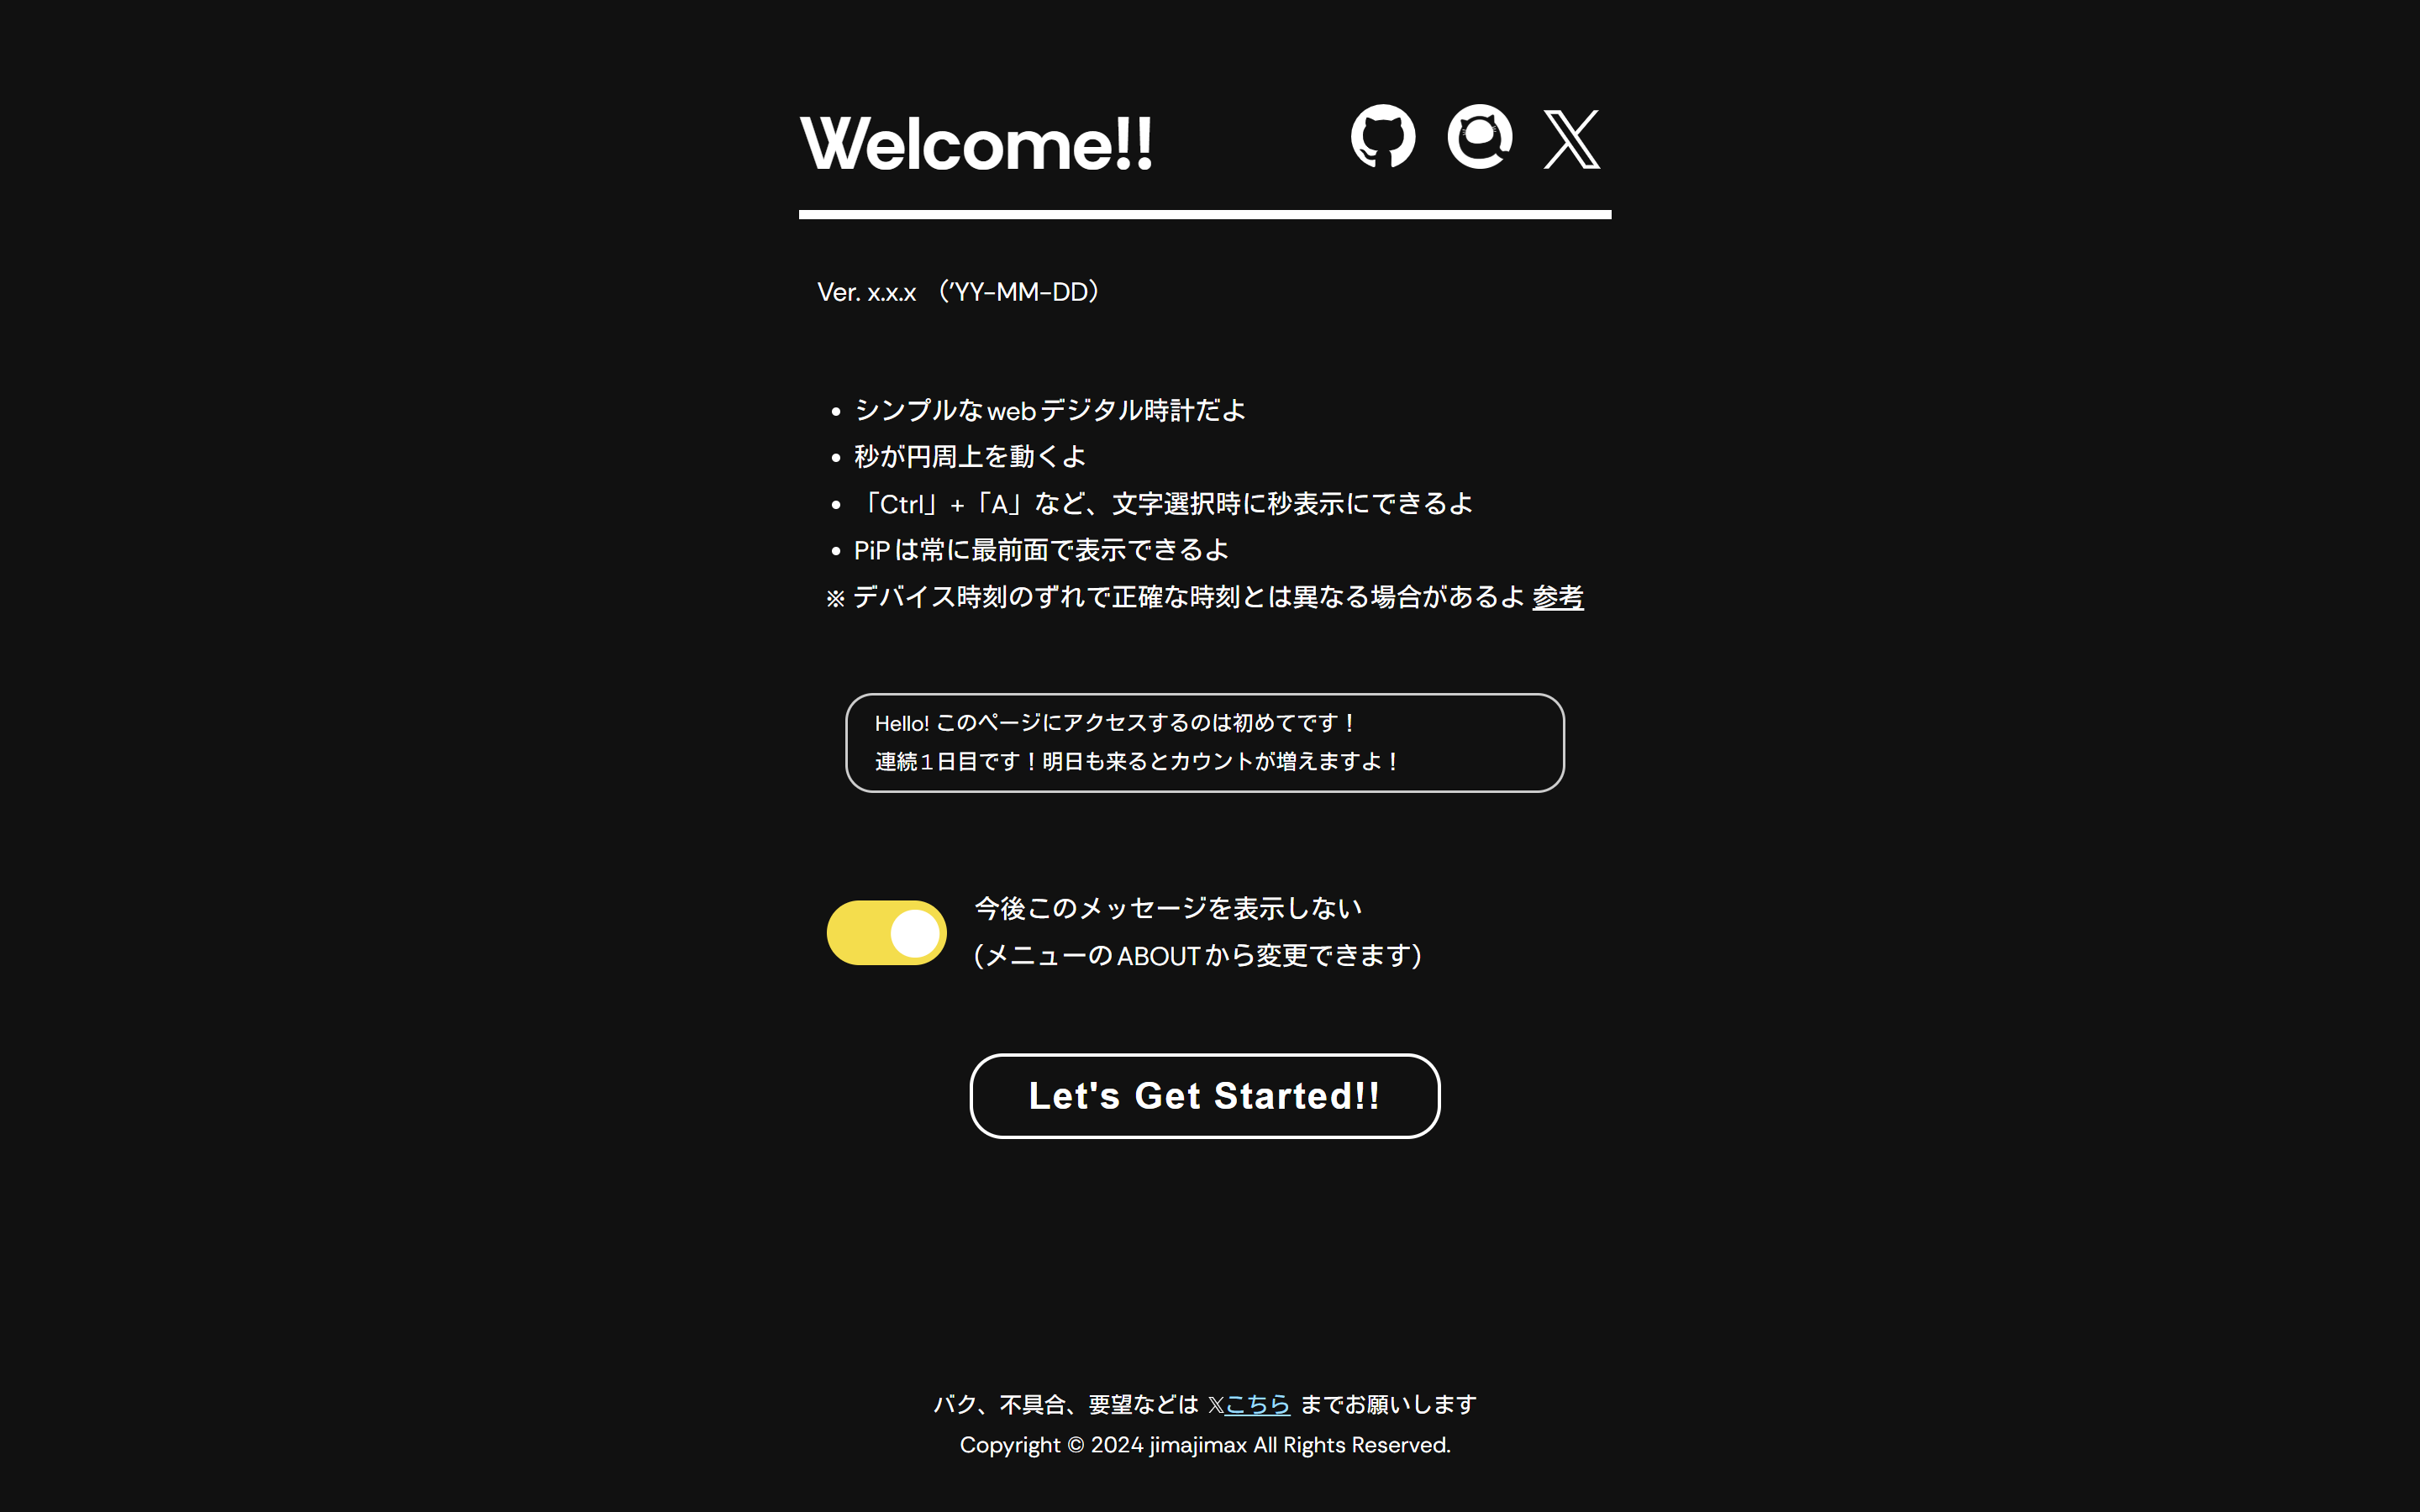 Welcome!!
Ver. x.x.x （'YY-MM-DD）
• シンプルなwebデジタル時計だよ
• 秒が円周上を動くよ
• 「Ctrl」+「A」など、文字選択時に秒表示にできるよ
• PiPは常に最前面で表示できるよ
※ デバイス時刻のずれで正確な時刻とは異なる場合があるよ 参考
Hello! このページにアクセスするのは初めてです！
連続1日目です！明日も来るとカウントが増えますよ！
今後このメッセージを表示しない
(メニューのABOUTから変更できます)
Let's Get Started!!
バク、不具合、要望などは 𝕏こちら までお願いします
Copyright © 2024 jimajimax All Rights Reserved.